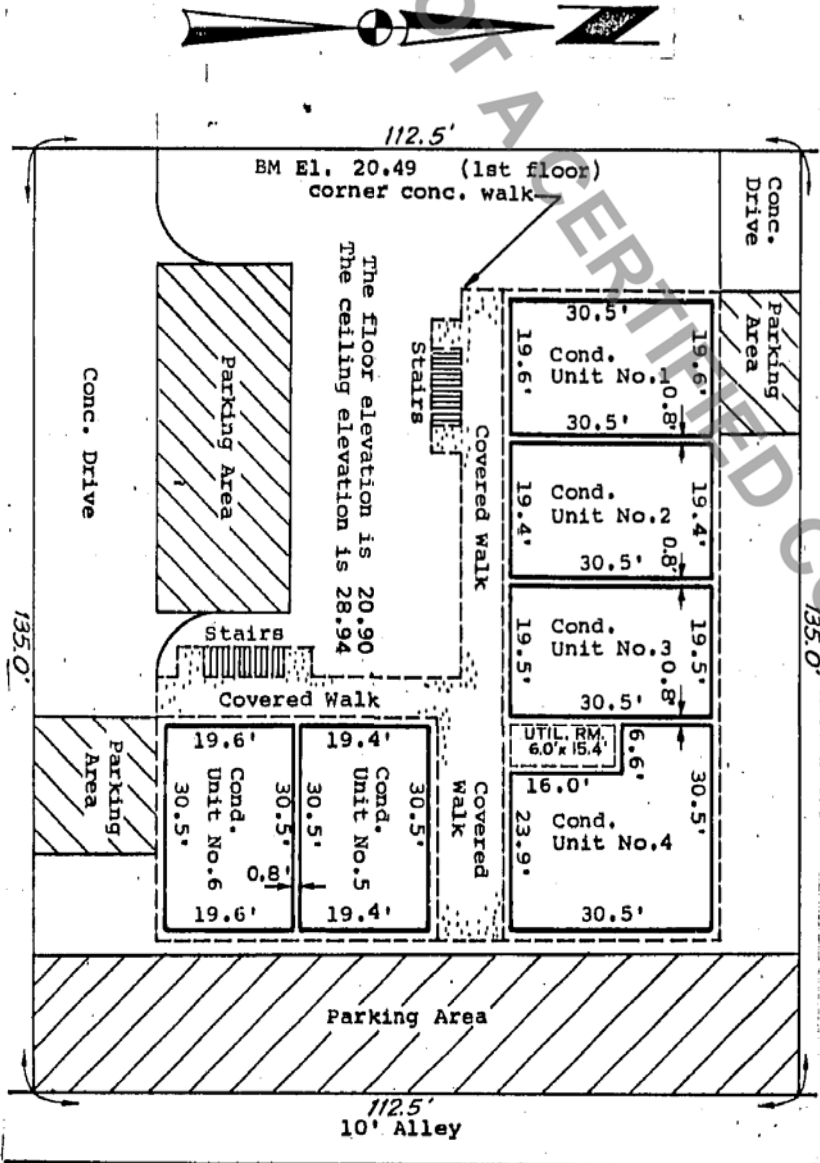 112.5'
BM El. 20.49 (1st floor)
corner conc. walk
NOT A CERTIFIED CO
Conc.
Drive
Parking
Area
30.5'
19.6'
Cond.
Unit No.1
19.6'
0.8'
30.5'
Stairs
The floor elevation is 20.90
The ceiling elevation is 28.94
Parking Area
Conc. Drive
Covered Walk
19.4'
Cond.
Unit No.2
19.4'
30.5'
0.8'
19.5'
Cond.
Unit No.3
19.5'
30.5'
0.8'
135.0'
135.0'
Stairs
Covered Walk
Parking
Area
19.6'
30.5'
Cond.
Unit No.6
30.5'
0.8'
19.6'
19.4'
30.5'
Cond.
Unit No.5
30.5'
19.4'
Covered
Walk
UTIL. RM.
6.0' x 15.4'
6.6'
16.0'
30.5'
23.9'
Cond.
Unit No.4
30.5'
Parking Area
112.5'
10' Alley